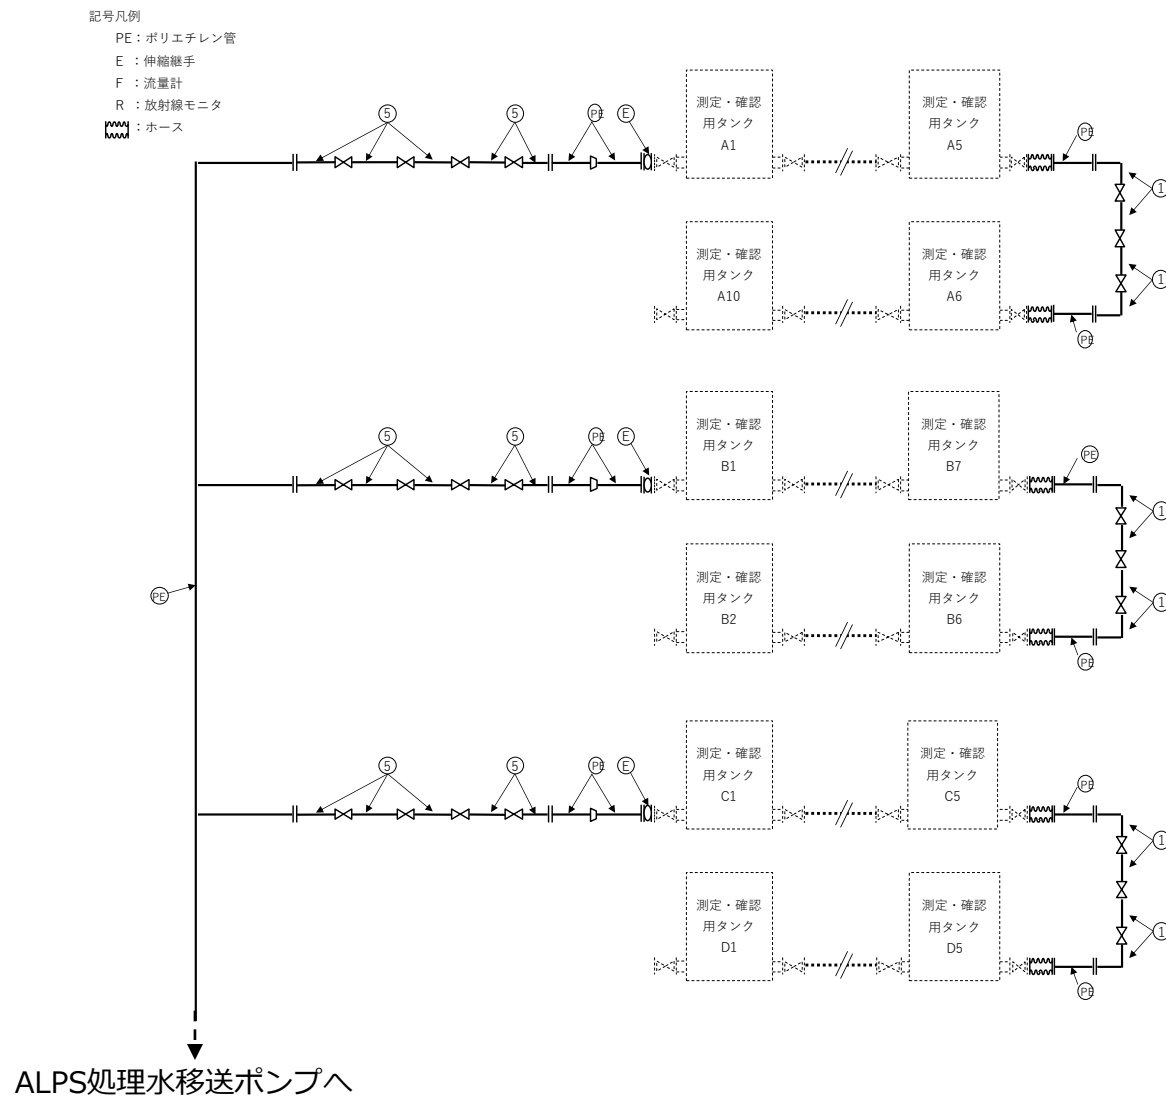 記号凡例
PE：ポリエチレン管
E ：伸縮継手
F ：流量計
R ：放射線モニタ
：ホース
5
5
PE
E
測定・確認
用タンク
A1
測定・確認
用タンク
A5
PE
1
1
測定・確認
用タンク
A10
測定・確認
用タンク
A6
PE
5
5
PE
E
測定・確認
用タンク
B1
測定・確認
用タンク
B7
PE
1
1
測定・確認
用タンク
B2
測定・確認
用タンク
B6
PE
PE
5
5
PE
E
測定・確認
用タンク
C1
測定・確認
用タンク
C5
PE
1
1
測定・確認
用タンク
D1
測定・確認
用タンク
D5
PE
ALPS処理水移送ポンプへ